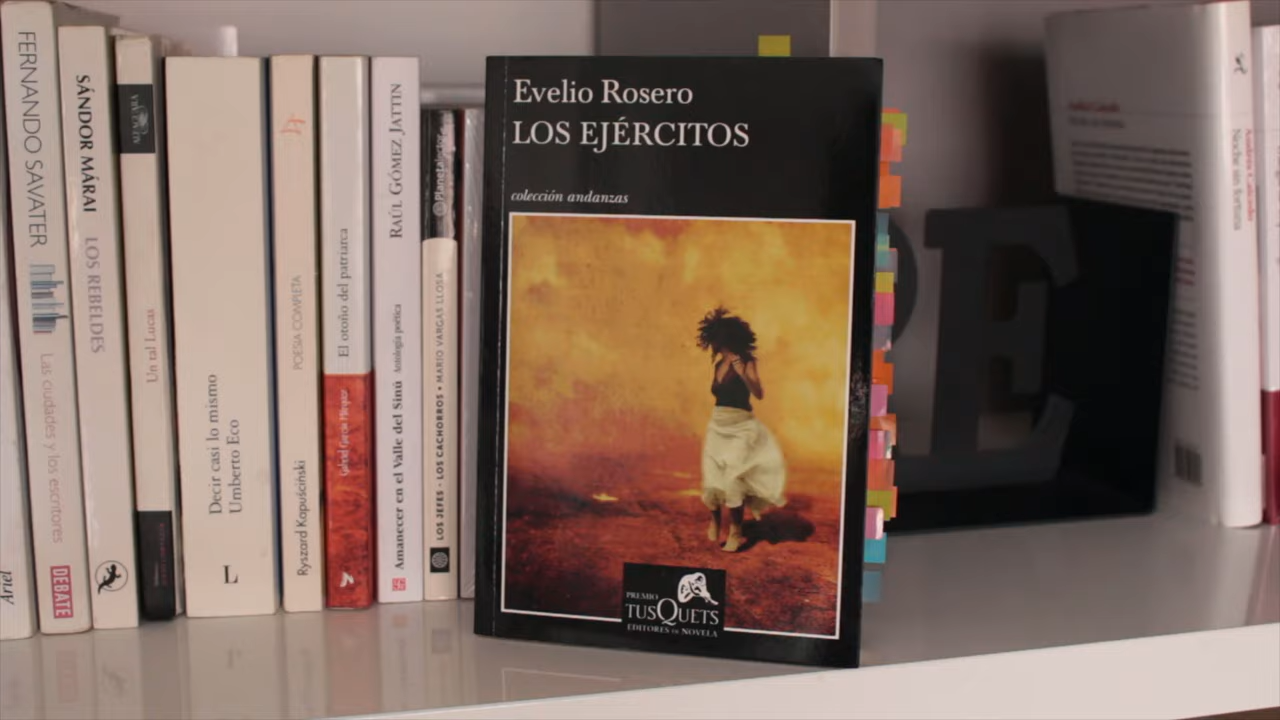 FERNANDO SAVATER
Las ciudades y los escritores
DEBATE
Ariel
SÁNDOR MÁRAI
LOS REBELDES
Un tal Lucas
Decir casi lo mismo
Umberto Eco
L
POESÍA COMPLETA
Ryszard Kapuściński
El otoño del patriarca
Gabriel García Márquez
RAÚL GÓMEZ JATTIN
Amanecer en el Valle del Sinú Antología poética
LOS JEFES - LOS CACHORROS • MARIO VARGAS LLOSA
Evelio Rosero
LOS EJÉRCITOS
colección andanzas
PREMIO
TUSQUETS
EDITORES DE NOVELA
E
Noche sin fortuna